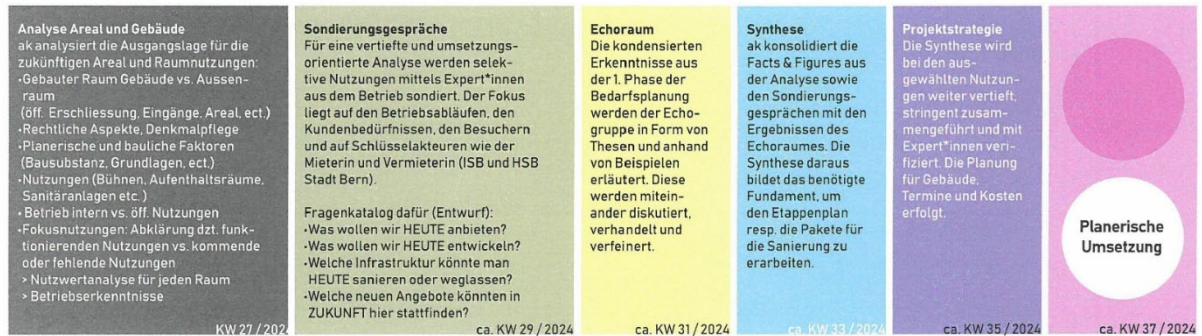 Analyse Areal und Gebäude
ak analysiert die Ausgangslage für die
zukünftigen Areal und Raumnutzungen:
•Gebauter Raum Gebäude vs. Aussen-
raum
(öff. Erschliessung, Eingänge, Areal, ect.)
•Rechtliche Aspekte, Denkmalpflege
•Planerische und bauliche Faktoren
(Bausubstanz, Grundlagen, ect.)
•Nutzungen (Bühnen, Aufenthaltsräume,
Sanitäranlagen etc. )
•Betrieb intern vs. öff. Nutzungen
•Fokusnutzungen: Abklärung dzt. funk-
tionierenden Nutzungen vs. kommende
oder fehlende Nutzungen
> Nutzwertanalyse für jeden Raum
> Betriebserkenntnisse
KW 27 / 2024
Sondierungsgespräche
Für eine vertiefte und umsetzungs-
orientierte Analyse werden selek-
tive Nutzungen mittels Expert*innen
aus dem Betrieb sondiert. Der Fokus
liegt auf den Betriebsabläufen, den
Kundenbedürfnissen, den Besuchern
und auf Schlüsselakteuren wie der
Mieterin und Vermieterin (ISB und HSB
Stadt Bern).
Fragenkatalog dafür (Entwurf):
•Was wollen wir HEUTE anbieten?
•Was wollen wir HEUTE entwickeln?
•Welche Infrastruktur könnte man
HEUTE sanieren oder weglassen?
•Welche neuen Angebote könnten in
ZUKUNFT hier stattfinden?
ca. KW 29 / 2024
Echoraum
Die kondensierten
Erkenntnisse aus
der 1. Phase der
Bedarfsplanung
werden der Echo-
gruppe in Form von
Thesen und anhand
von Beispielen
erläutert. Diese
werden mitein-
ander diskutiert,
verhandelt und
verfeinert.
ca. KW 31 / 2024
Synthese
ak konsolidiert die
Facts & Figures aus
der Analyse sowie
den Sondierungs-
gesprächen mit den
Ergebnissen des
Echoraumes. Die
Synthese daraus
bildet das benötigte
Fundament, um
den Etappenplan
resp. die Pakete für
die Sanierung zu
erarbeiten.
ca. KW 33 / 2024
Projektstrategie
Die Synthese wird
bei den aus-
gewählten Nutzun-
gen weiter vertieft,
stringent zusam-
mengeführt und mit
Expert*innen veri-
fiziert. Die Planung
für Gebäude,
Termine und Kosten
erfolgt.
ca. KW 35 / 2024
Planerische
Umsetzung
ca. KW 37 / 2024